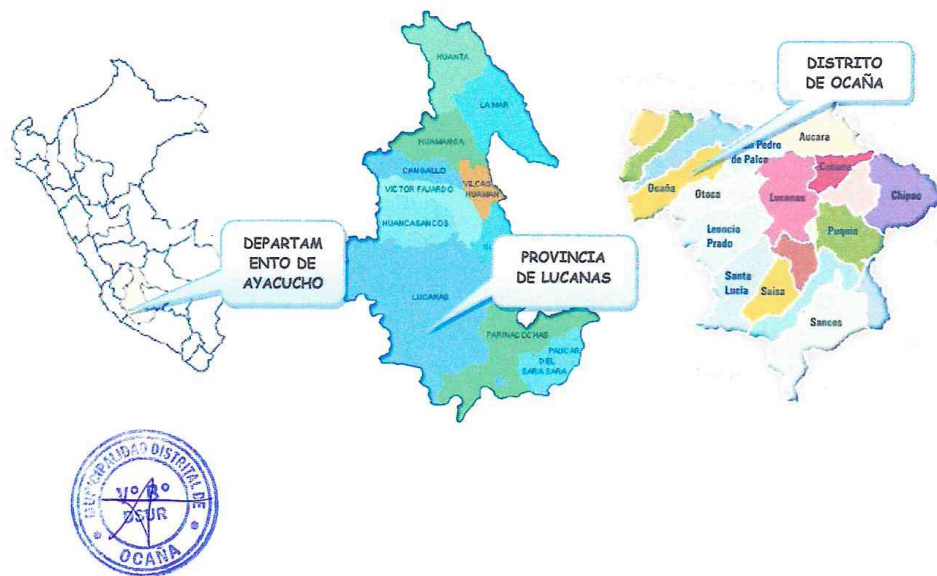 HUANTA
LA MAR
HUAMANGA
CANGALLO
VILCAS
HUAMAN
VICTOR FAJARDO
HUANCASANCOS
LUCANAS
PARINACOCHAS
PAUCAR
DEL
SARA SARA
DEPARTAM
ENTO DE
AYACUCHO
PROVINCIA
DE LUCANAS
DISTRITO
DE OCAÑA
Aucara
Pedro
de Palco
Ocaña
Otoca
Lucanas
Cabana
Chipao
Leoncio
Prado
Puquio
Santa
Lucía
Saisa
Sancos
MUNICIPALIDAD DISTRITAL DE
V° B°
DSUR
OCAÑA